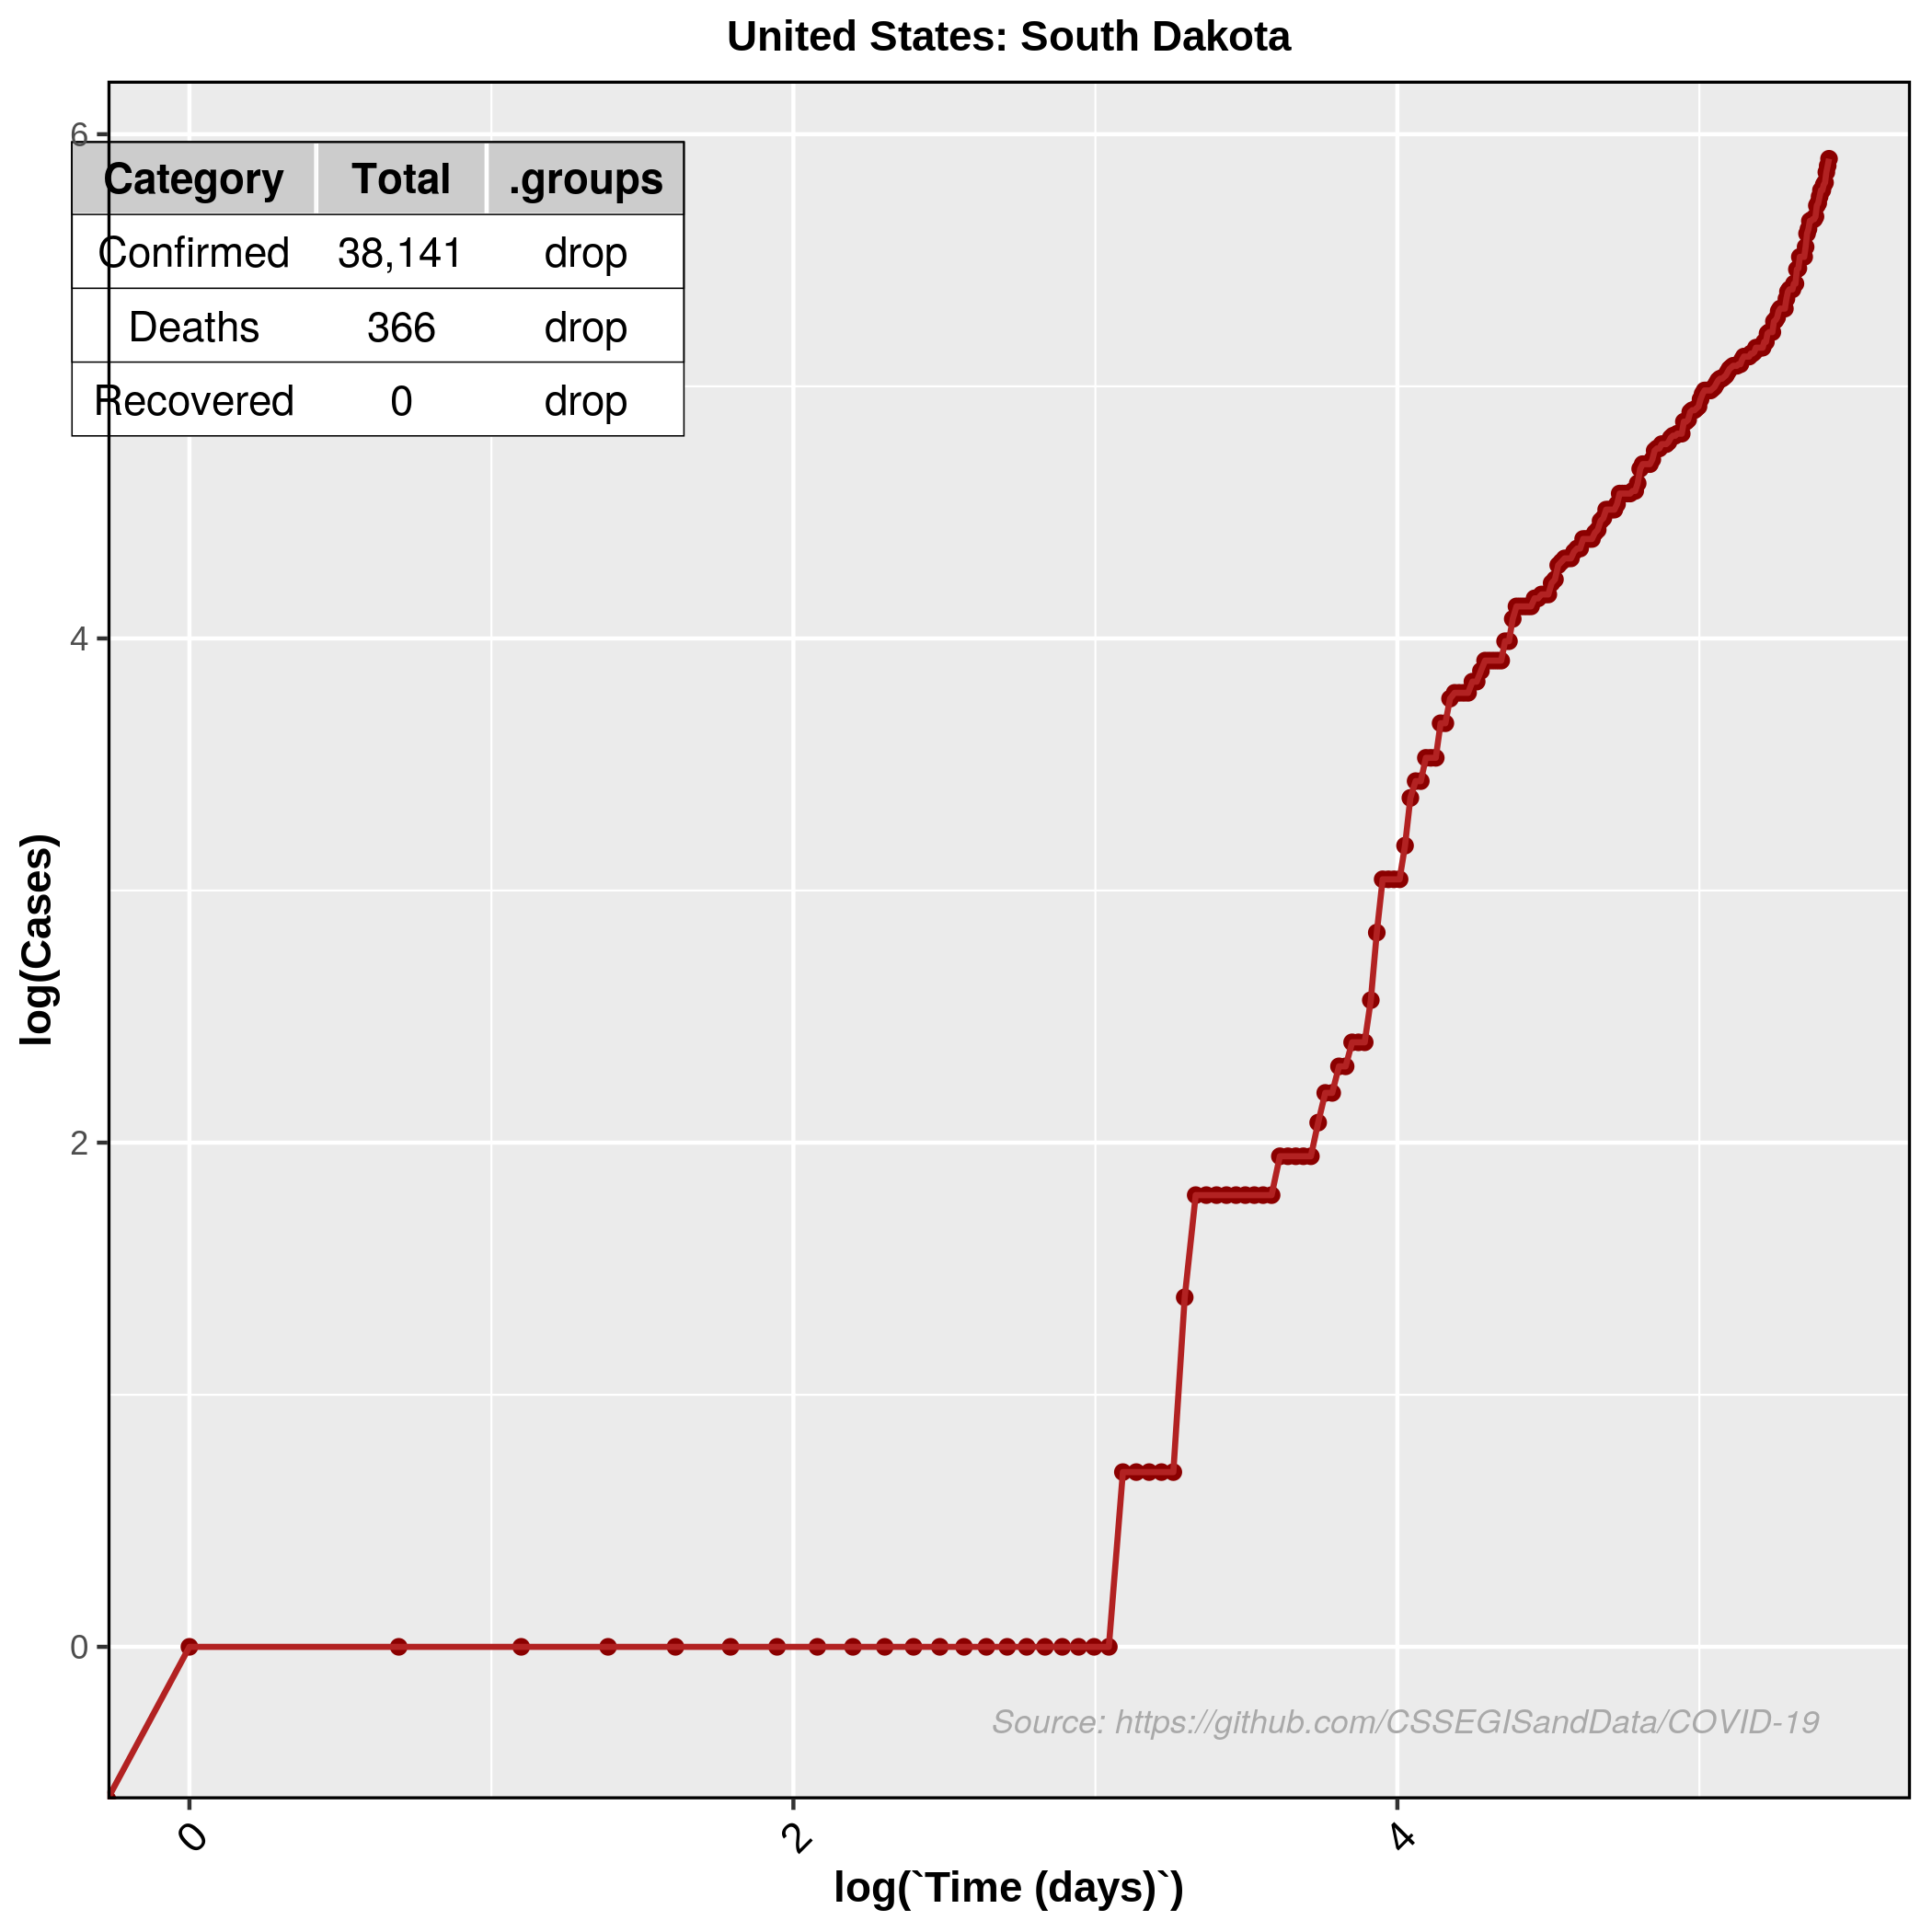 United States: South Dakota
6
Category Total .groups
Confirmed 38,141 drop
Deaths 366 drop
Recovered 0 drop
4
log(Cases)
2
0
Source: https://github.com/CSSEGISandData/COVID-19
0 2 4
log(`Time (days)`)